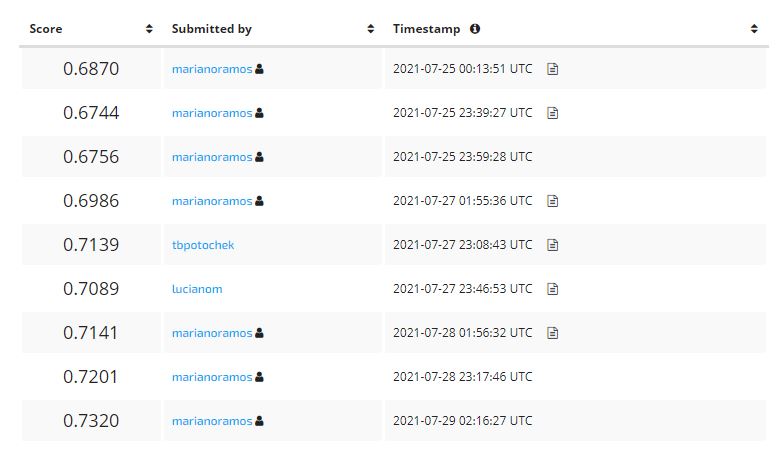 Score Submitted by Timestamp
0.6870 marianoramos 2021-07-25 00:13:51 UTC
0.6744 marianoramos 2021-07-25 23:39:27 UTC
0.6756 marianoramos 2021-07-25 23:59:28 UTC
0.6986 marianoramos 2021-07-27 01:55:36 UTC
0.7139 tbpotochek 2021-07-27 23:08:43 UTC
0.7089 lucianom 2021-07-27 23:46:53 UTC
0.7141 marianoramos 2021-07-28 01:56:32 UTC
0.7201 marianoramos 2021-07-28 23:17:46 UTC
0.7320 marianoramos 2021-07-29 02:16:27 UTC